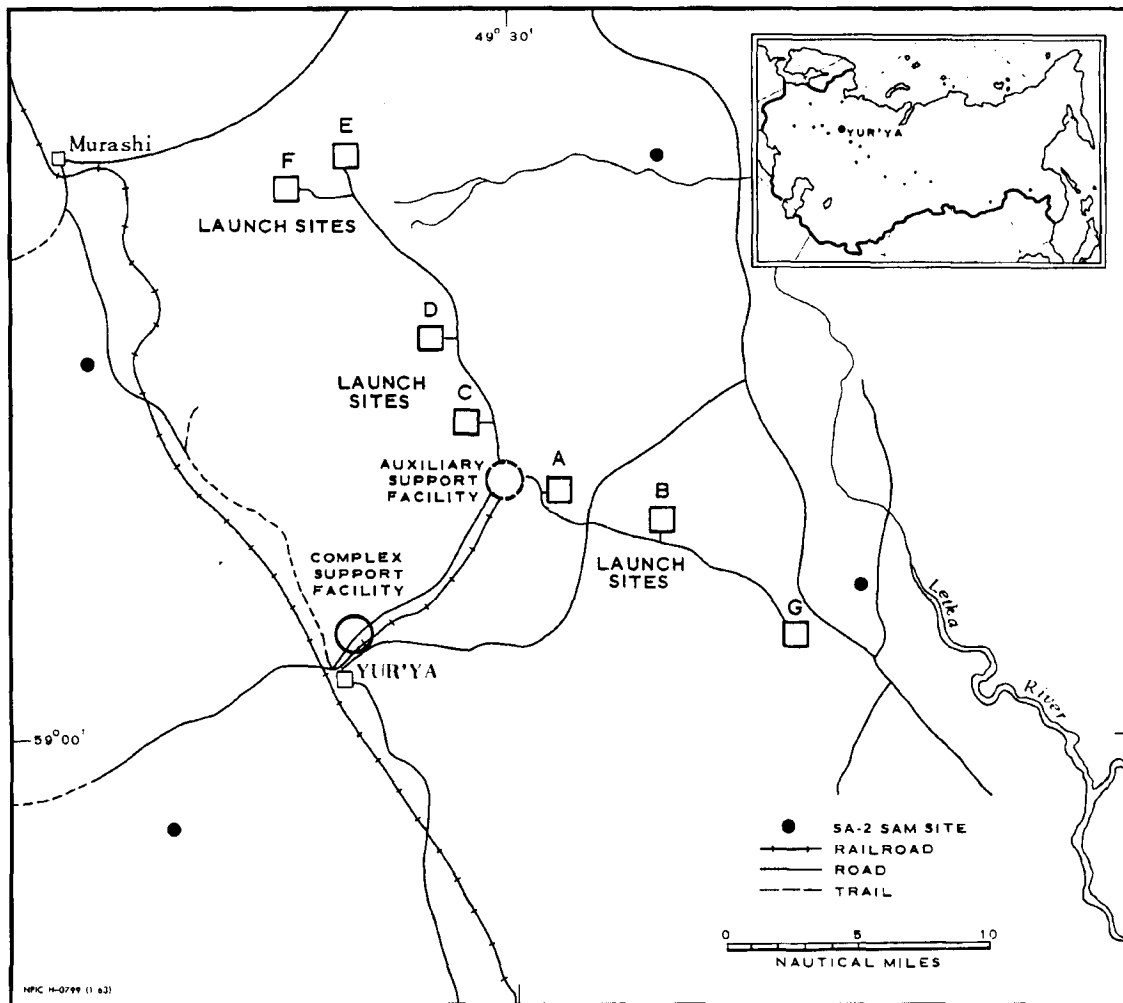 49° 30'
YUR'YA
Murashi
E
F
LAUNCH SITES
D
LAUNCH
SITES
C
AUXILIARY
SUPPORT
FACILITY
A
B
LAUNCH
SITES
COMPLEX
SUPPORT
FACILITY
G
YUR'YA
Letka
River
59° 00'
SA-2 SAM SITE
RAILROAD
ROAD
TRAIL
0 5 10
NAUTICAL MILES
NPIC H-0799 (1 63)